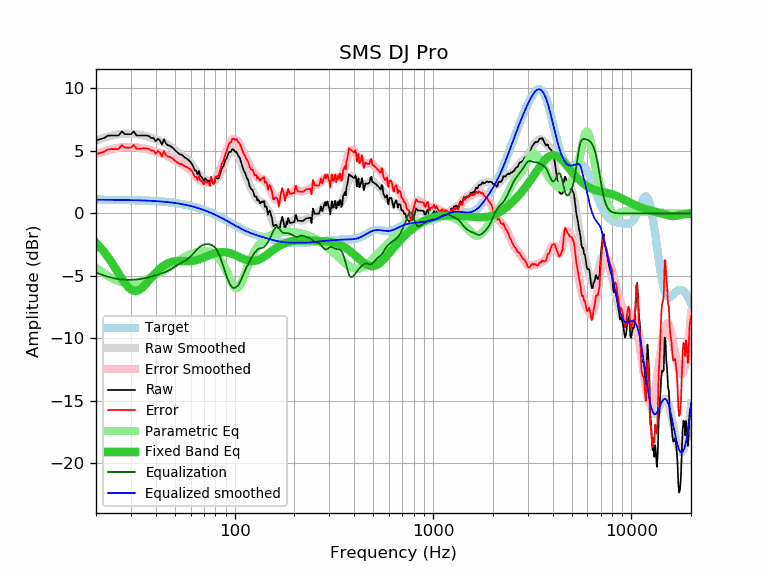 SMS DJ Pro
10
5
0
−5
−10
−15
−20
Amplitude (dBr)
Target
Raw Smoothed
Error Smoothed
Raw
Error
Parametric Eq
Fixed Band Eq
Equalization
Equalized smoothed
100
1000
10000
Frequency (Hz)